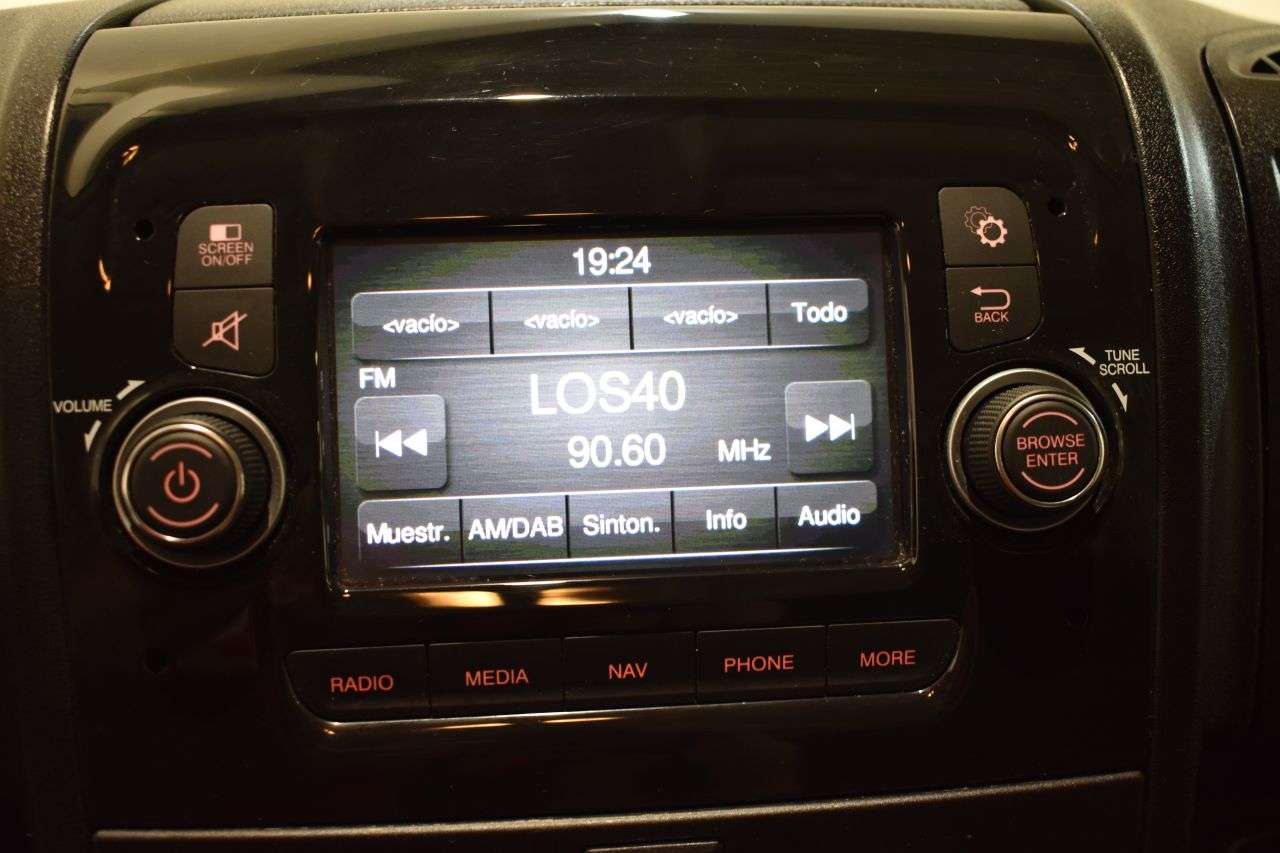 SCREEN
ON/OFF
19:24
<vacío> <vacío> <vacío> Todo
BACK
FM
LOS40
90.60 MHz
Muestr. AM/DAB Sinton. Info Audio
VOLUME
TUNE
SCROLL
BROWSE
ENTER
RADIO MEDIA NAV PHONE MORE